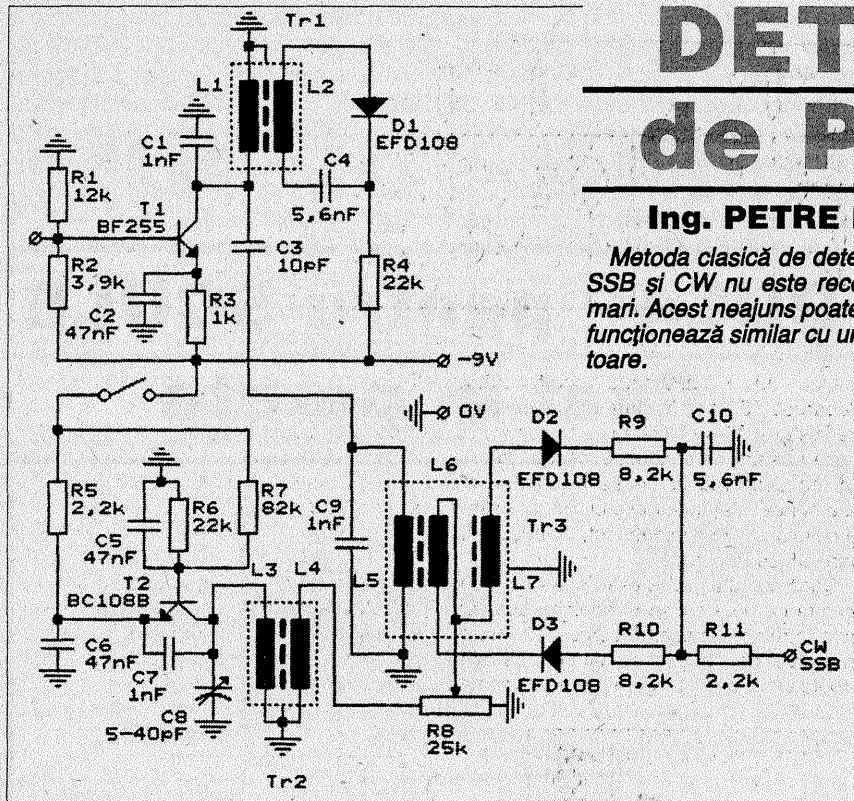 Tr1
DET
de P
Ing. PETRE
Metoda clasică de dete
SSB și CW nu este rece
mari. Acest neajuns poate
funcționează similar cu un
toare.
L1
L2
C1
1nF
D1
EFD108
R1
12k
C4
5,6nF
T1
BF255
C3
10pF
R2
3,9k
R3
1k
R4
22k
C2
47nF
-9V
0V
D2
EFD108
R9
8,2k
C10
5,6nF
L6
R5
2,2k
R6
22k
R7
82k
C5
47nF
C9
1nF
Tr3
L3
L4
L5
L7
T2
BC108B
D3
EFD108
R10
8,2k
R11
2,2k
CW
SSB
C6
47nF
C7
1nF
C8
5-40pF
R8
25k
Tr2